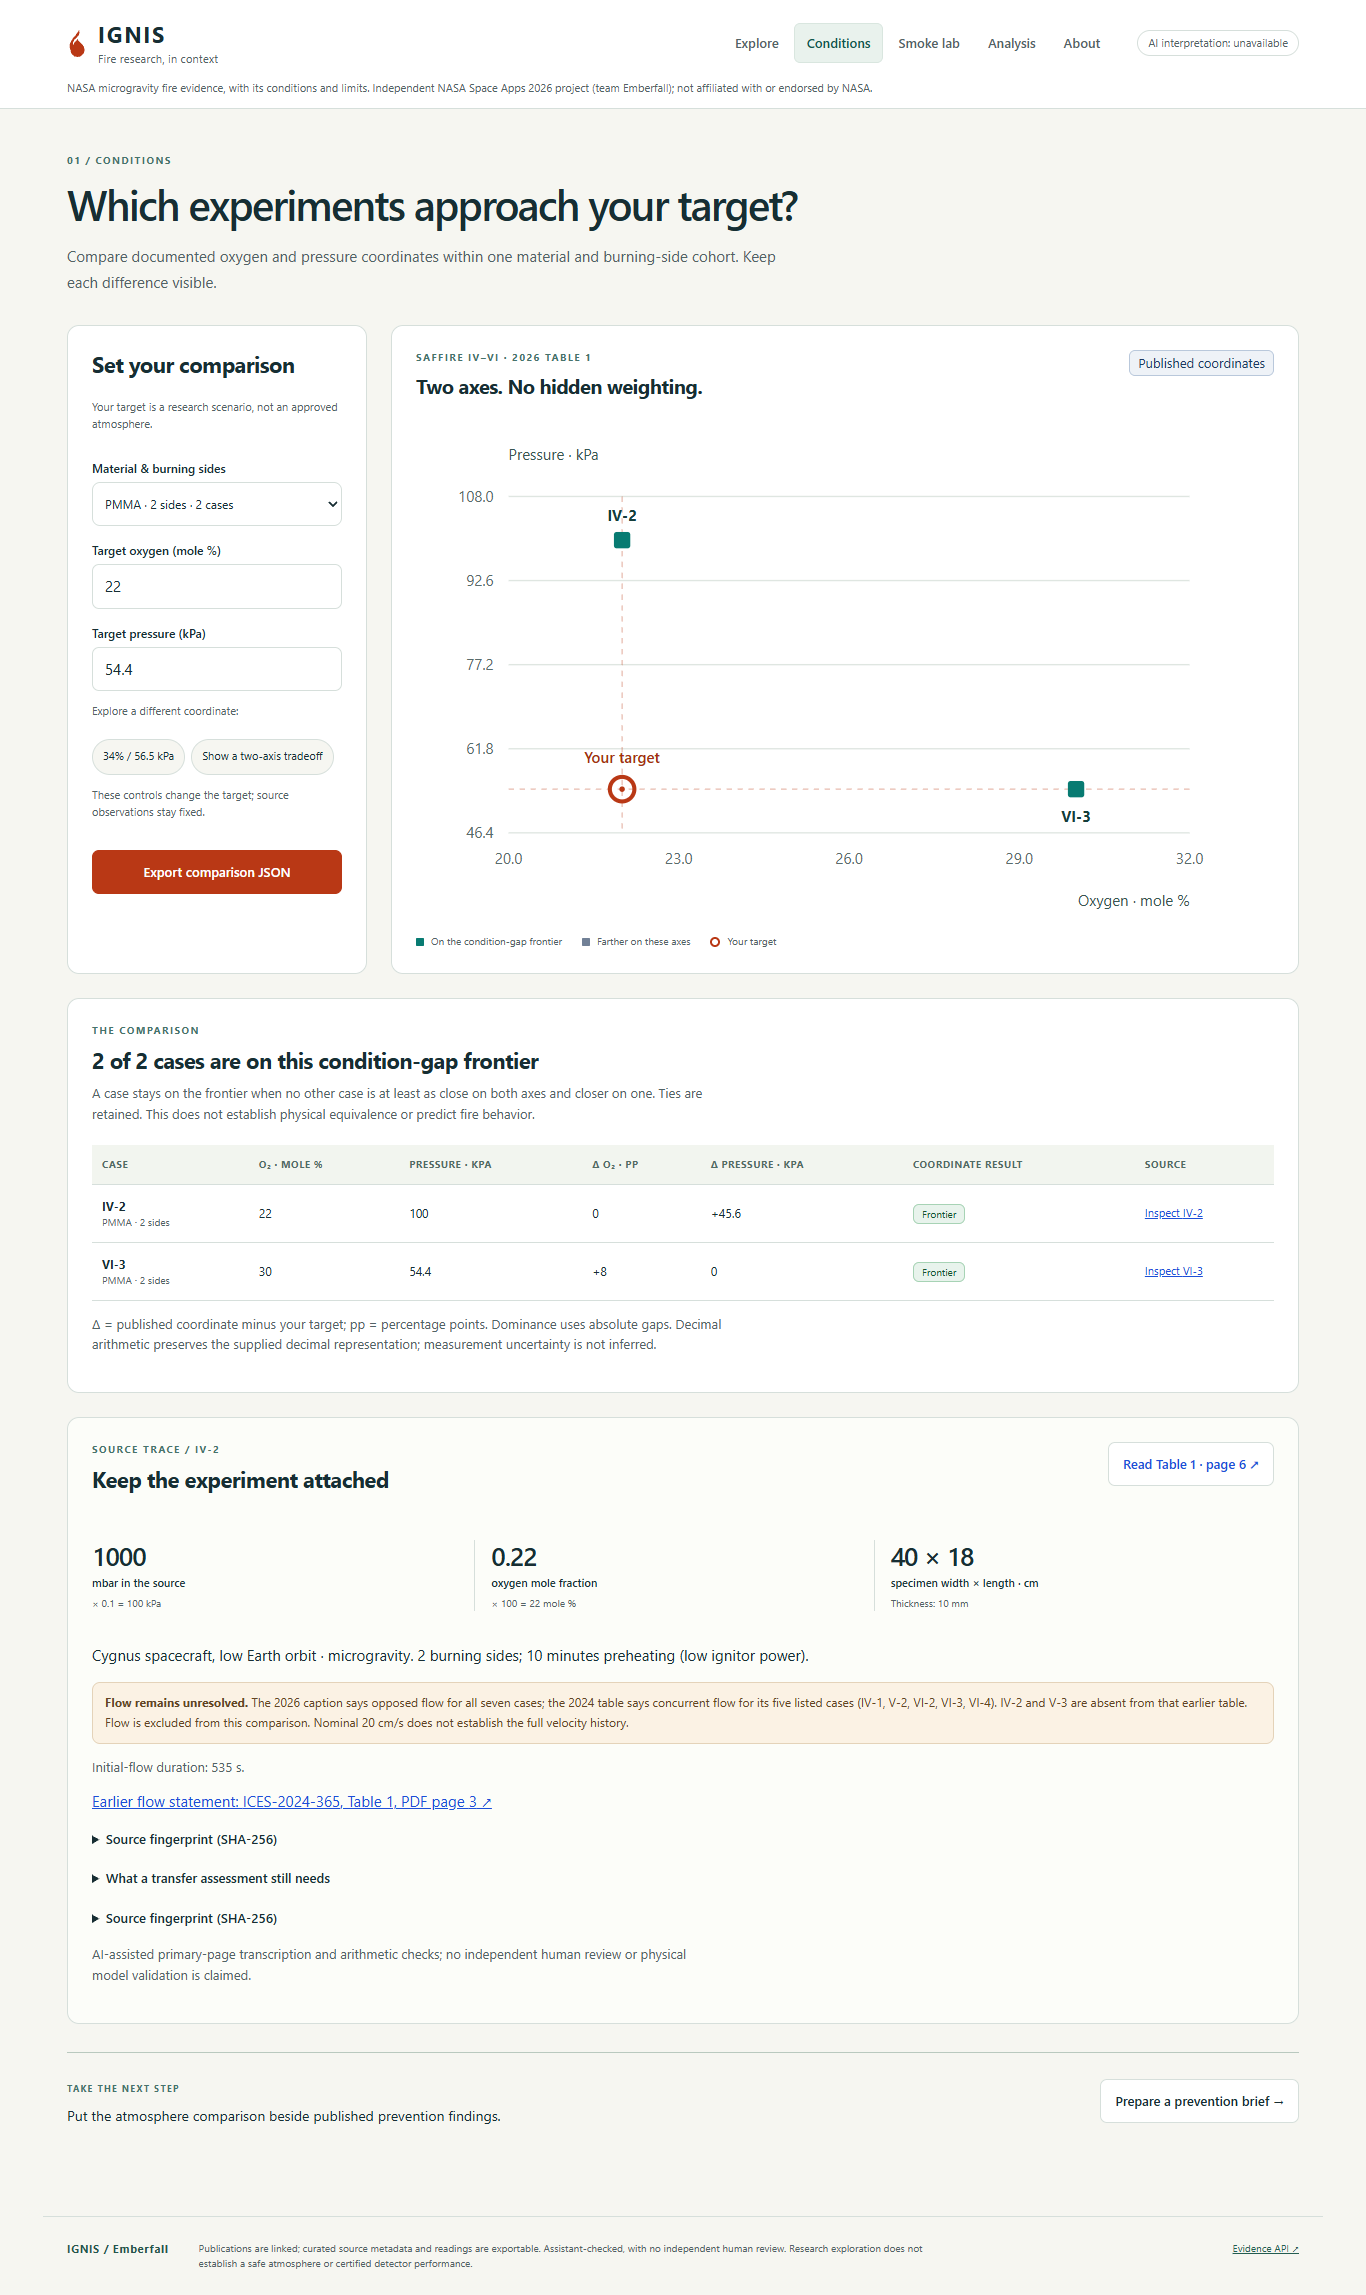 IGNIS
Fire research, in context
Explore
Conditions
Smoke lab
Analysis
About
AI interpretation: unavailable
NASA microgravity fire evidence, with its conditions and limits. Independent NASA Space Apps 2026 project (team Emberfall); not affiliated with or endorsed by NASA.
01 / CONDITIONS
Which experiments approach your target?
Compare documented oxygen and pressure coordinates within one material and burning-side cohort. Keep
each difference visible.
Set your comparison
Your target is a research scenario, not an approved
atmosphere.
Material & burning sides
PMMA · 2 sides · 2 cases
Target oxygen (mole %)
22
Target pressure (kPa)
54.4
Explore a different coordinate:
34% / 56.5 kPa
Show a two-axis tradeoff
These controls change the target; source
observations stay fixed.
Export comparison JSON
SAFFIRE IV–VI · 2026 TABLE 1
Two axes. No hidden weighting.
Published coordinates
Pressure · kPa
108.0
IV-2
92.6
77.2
61.8
Your target
VI-3
46.4
20.0
23.0
26.0
29.0
32.0
Oxygen · mole %
On the condition-gap frontier
Farther on these axes
Your target
THE COMPARISON
2 of 2 cases are on this condition-gap frontier
A case stays on the frontier when no other case is at least as close on both axes and closer on one. Ties are
retained. This does not establish physical equivalence or predict fire behavior.
CASE O₂ · MOLE % PRESSURE · KPA Δ O₂ · PP Δ PRESSURE · KPA COORDINATE RESULT SOURCE
IV-2 22 100 0 +45.6 Frontier Inspect IV-2
PMMA · 2 sides
VI-3 30 54.4 +8 0 Frontier Inspect VI-3
PMMA · 2 sides
Δ = published coordinate minus your target; pp = percentage points. Dominance uses absolute gaps. Decimal
arithmetic preserves the supplied decimal representation; measurement uncertainty is not inferred.
SOURCE TRACE / IV-2
Keep the experiment attached
Read Table 1 · page 6 ↗
1000
mbar in the source
× 0.1 = 100 kPa
0.22
oxygen mole fraction
× 100 = 22 mole %
40 × 18
specimen width × length · cm
Thickness: 10 mm
Cygnus spacecraft, low Earth orbit · microgravity. 2 burning sides; 10 minutes preheating (low ignitor power).
Flow remains unresolved. The 2026 caption says opposed flow for all seven cases; the 2024 table says concurrent flow for its five listed cases (IV-1, V-2, VI-2, VI-3, VI-4). IV-2 and V-3 are absent from that earlier table.
Flow is excluded from this comparison. Nominal 20 cm/s does not establish the full velocity history.
Initial-flow duration: 535 s.
Earlier flow statement: ICES-2024-365, Table 1, PDF page 3 ↗
▶ Source fingerprint (SHA-256)
▶ What a transfer assessment still needs
▶ Source fingerprint (SHA-256)
AI-assisted primary-page transcription and arithmetic checks; no independent human review or physical
model validation is claimed.
TAKE THE NEXT STEP
Put the atmosphere comparison beside published prevention findings.
Prepare a prevention brief →
IGNIS / Emberfall
Publications are linked; curated source metadata and readings are exportable. Assistant-checked, with no independent human review. Research exploration does not
establish a safe atmosphere or certified detector performance.
Evidence API ↗